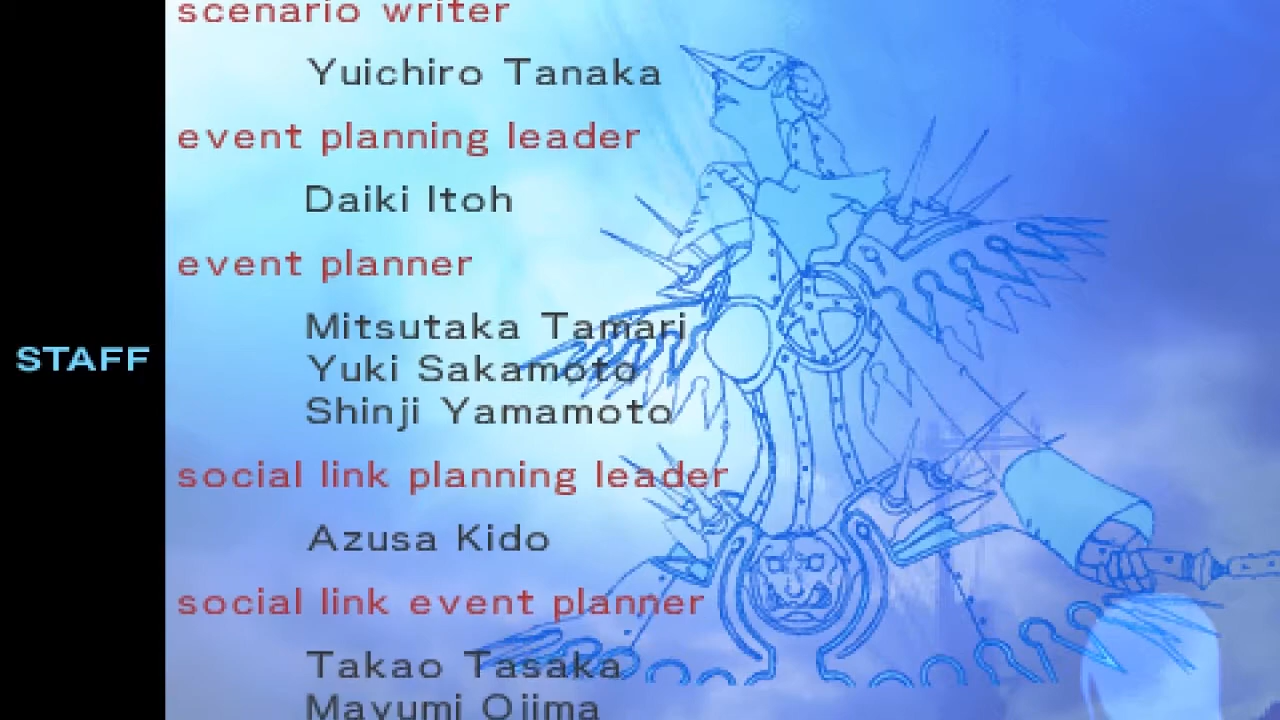 scenario writer
Yuichiro Tanaka
event planning leader
Daiki Itoh
event planner
Mitsutaka Tamari
Yuki Sakamoto
Shinji Yamamoto
STAFF
social link planning leader
Azusa Kido
social link event planner
Takao Tasaka
Mayumi Ojima